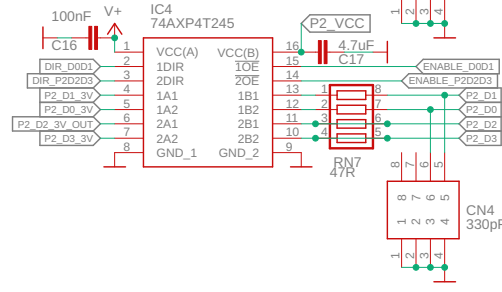 1 2 3 4
100nF V+ IC4
74AXP4T245
C16
P2_VCC
4.7uF
C17
1 VCC(A) VCC(B) 16
DIR_D0D1 2 1DIR 1OE 15 ENABLE_D0D1
DIR_P2D2D3 3 2DIR 2OE 14 ENABLE_P2D2D3
P2_D1_3V 4 1A1 1B1 13 1 8 P2_D1
P2_D0_3V 5 1A2 1B2 12 2 7 P2_D0
P2_D2_3V_OUT 6 2A1 2B1 11 3 6 P2_D2
P2_D3_3V 7 2A2 2B2 10 4 5 P2_D3
8 GND_1 GND_2 9
RN7
47R
8 7 6 5
8 7 6 5
1 2 3 4
1 2 3 4
CN4
330pF